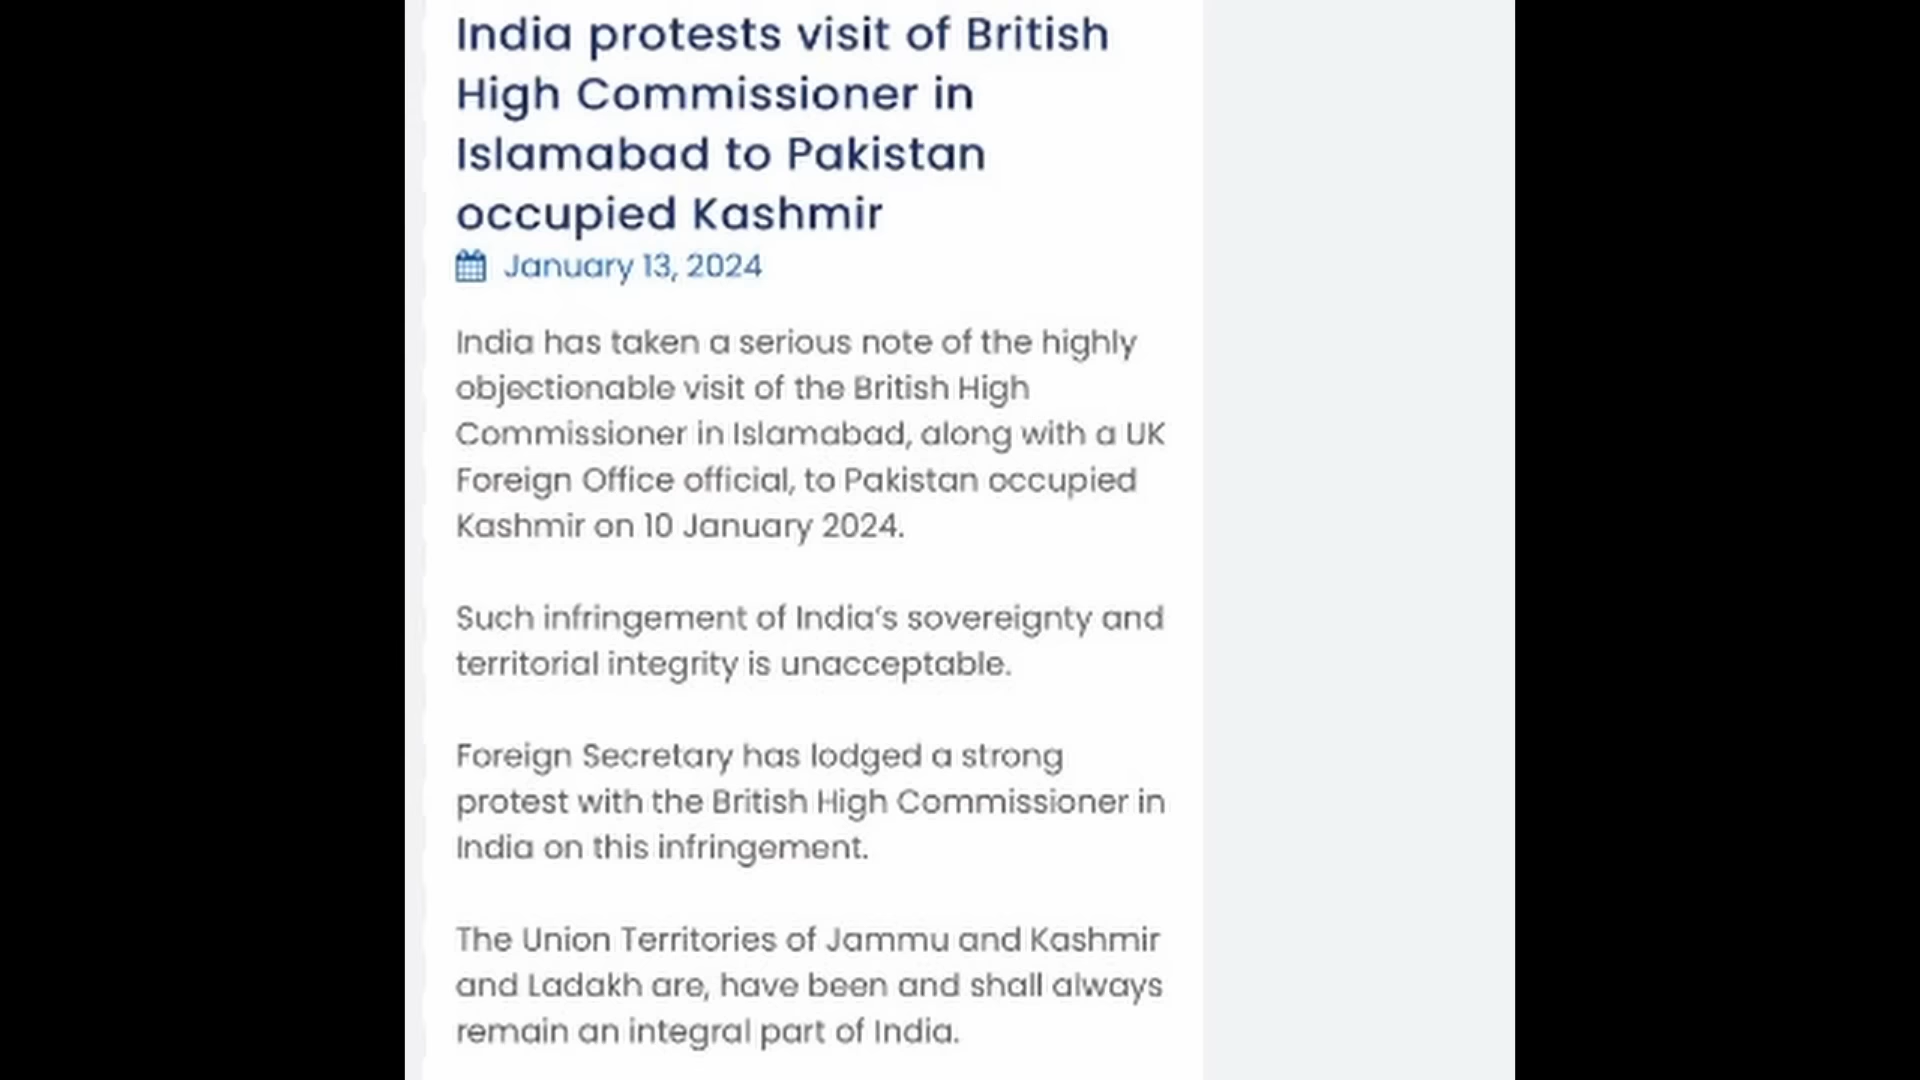 India protests visit of British
High Commissioner in
Islamabad to Pakistan
occupied Kashmir
January 13, 2024
India has taken a serious note of the highly
objectionable visit of the British High
Commissioner in Islamabad, along with a UK
Foreign Office official, to Pakistan occupied
Kashmir on 10 January 2024.
Such infringement of India's sovereignty and
territorial integrity is unacceptable.
Foreign Secretary has lodged a strong
protest with the British High Commissioner in
India on this infringement.
The Union Territories of Jammu and Kashmir
and Ladakh are, have been and shall always
remain an integral part of India.